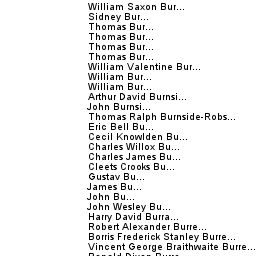 William Saxon Bur...
Sidney Bur...
Thomas Bur...
Thomas Bur...
Thomas Bur...
Thomas Bur...
William Valentine Bur...
William Bur...
William Bur...
Arthur David Burnsi...
John Burnsi...
Thomas Ralph Burnside-Robs...
Eric Bell Bu...
Cecil Knowlden Bu...
Charles Willox Bu...
Charles James Bu...
Cleets Crooks Bu...
Gustav Bu...
James Bu...
John Bu...
John Wesley Bu...
Harry David Burra...
Robert Alexander Burre...
Borris Frederick Stanley Burre...
Vincent George Braithwaite Burre...
Ronald Dixon Burre...